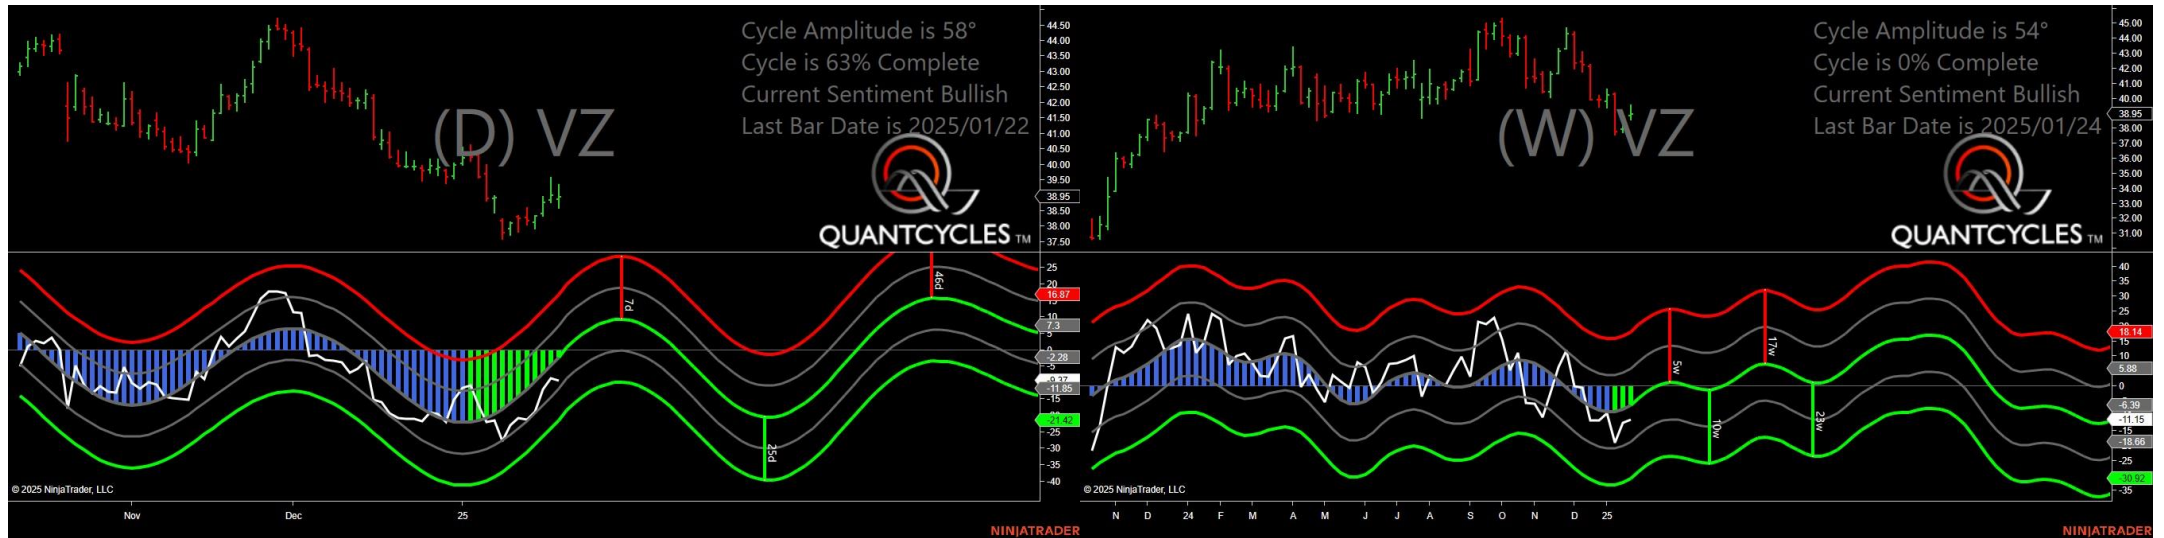 Cycle Amplitude is 58°
Cycle is 63% Complete
Current Sentiment Bullish
Last Bar Date is 2025/01/22
(D) VZ
QUANTCYCLES TM
44.50
44.00
43.50
43.00
42.50
42.00
41.50
41.00
40.50
40.00
39.50
38.95
38.50
38.00
37.50
25
16.87
10
7.3
0
-2.28
-11.85
-15
-21.42
-25
-30
-35
-40
7d
25d
46d
© 2025 NinjaTrader, LLC
Nov
Dec
25
NINJATRADER
Cycle Amplitude is 54°
Cycle is 0% Complete
Current Sentiment Bullish
Last Bar Date is 2025/01/24
(W) VZ
QUANTCYCLES TM
45.00
44.00
43.00
42.00
41.00
40.00
38.95
38.00
37.00
36.00
35.00
34.00
33.00
32.00
31.00
40
35
30
25
18.14
15
10
5.88
0
-6.39
-11.15
-15
-18.66
-25
-30.92
-35
5w
10w
17w
23w
© 2025 NinjaTrader, LLC
N
D
24
F
M
A
M
J
J
A
S
O
N
D
25
NINJATRADER